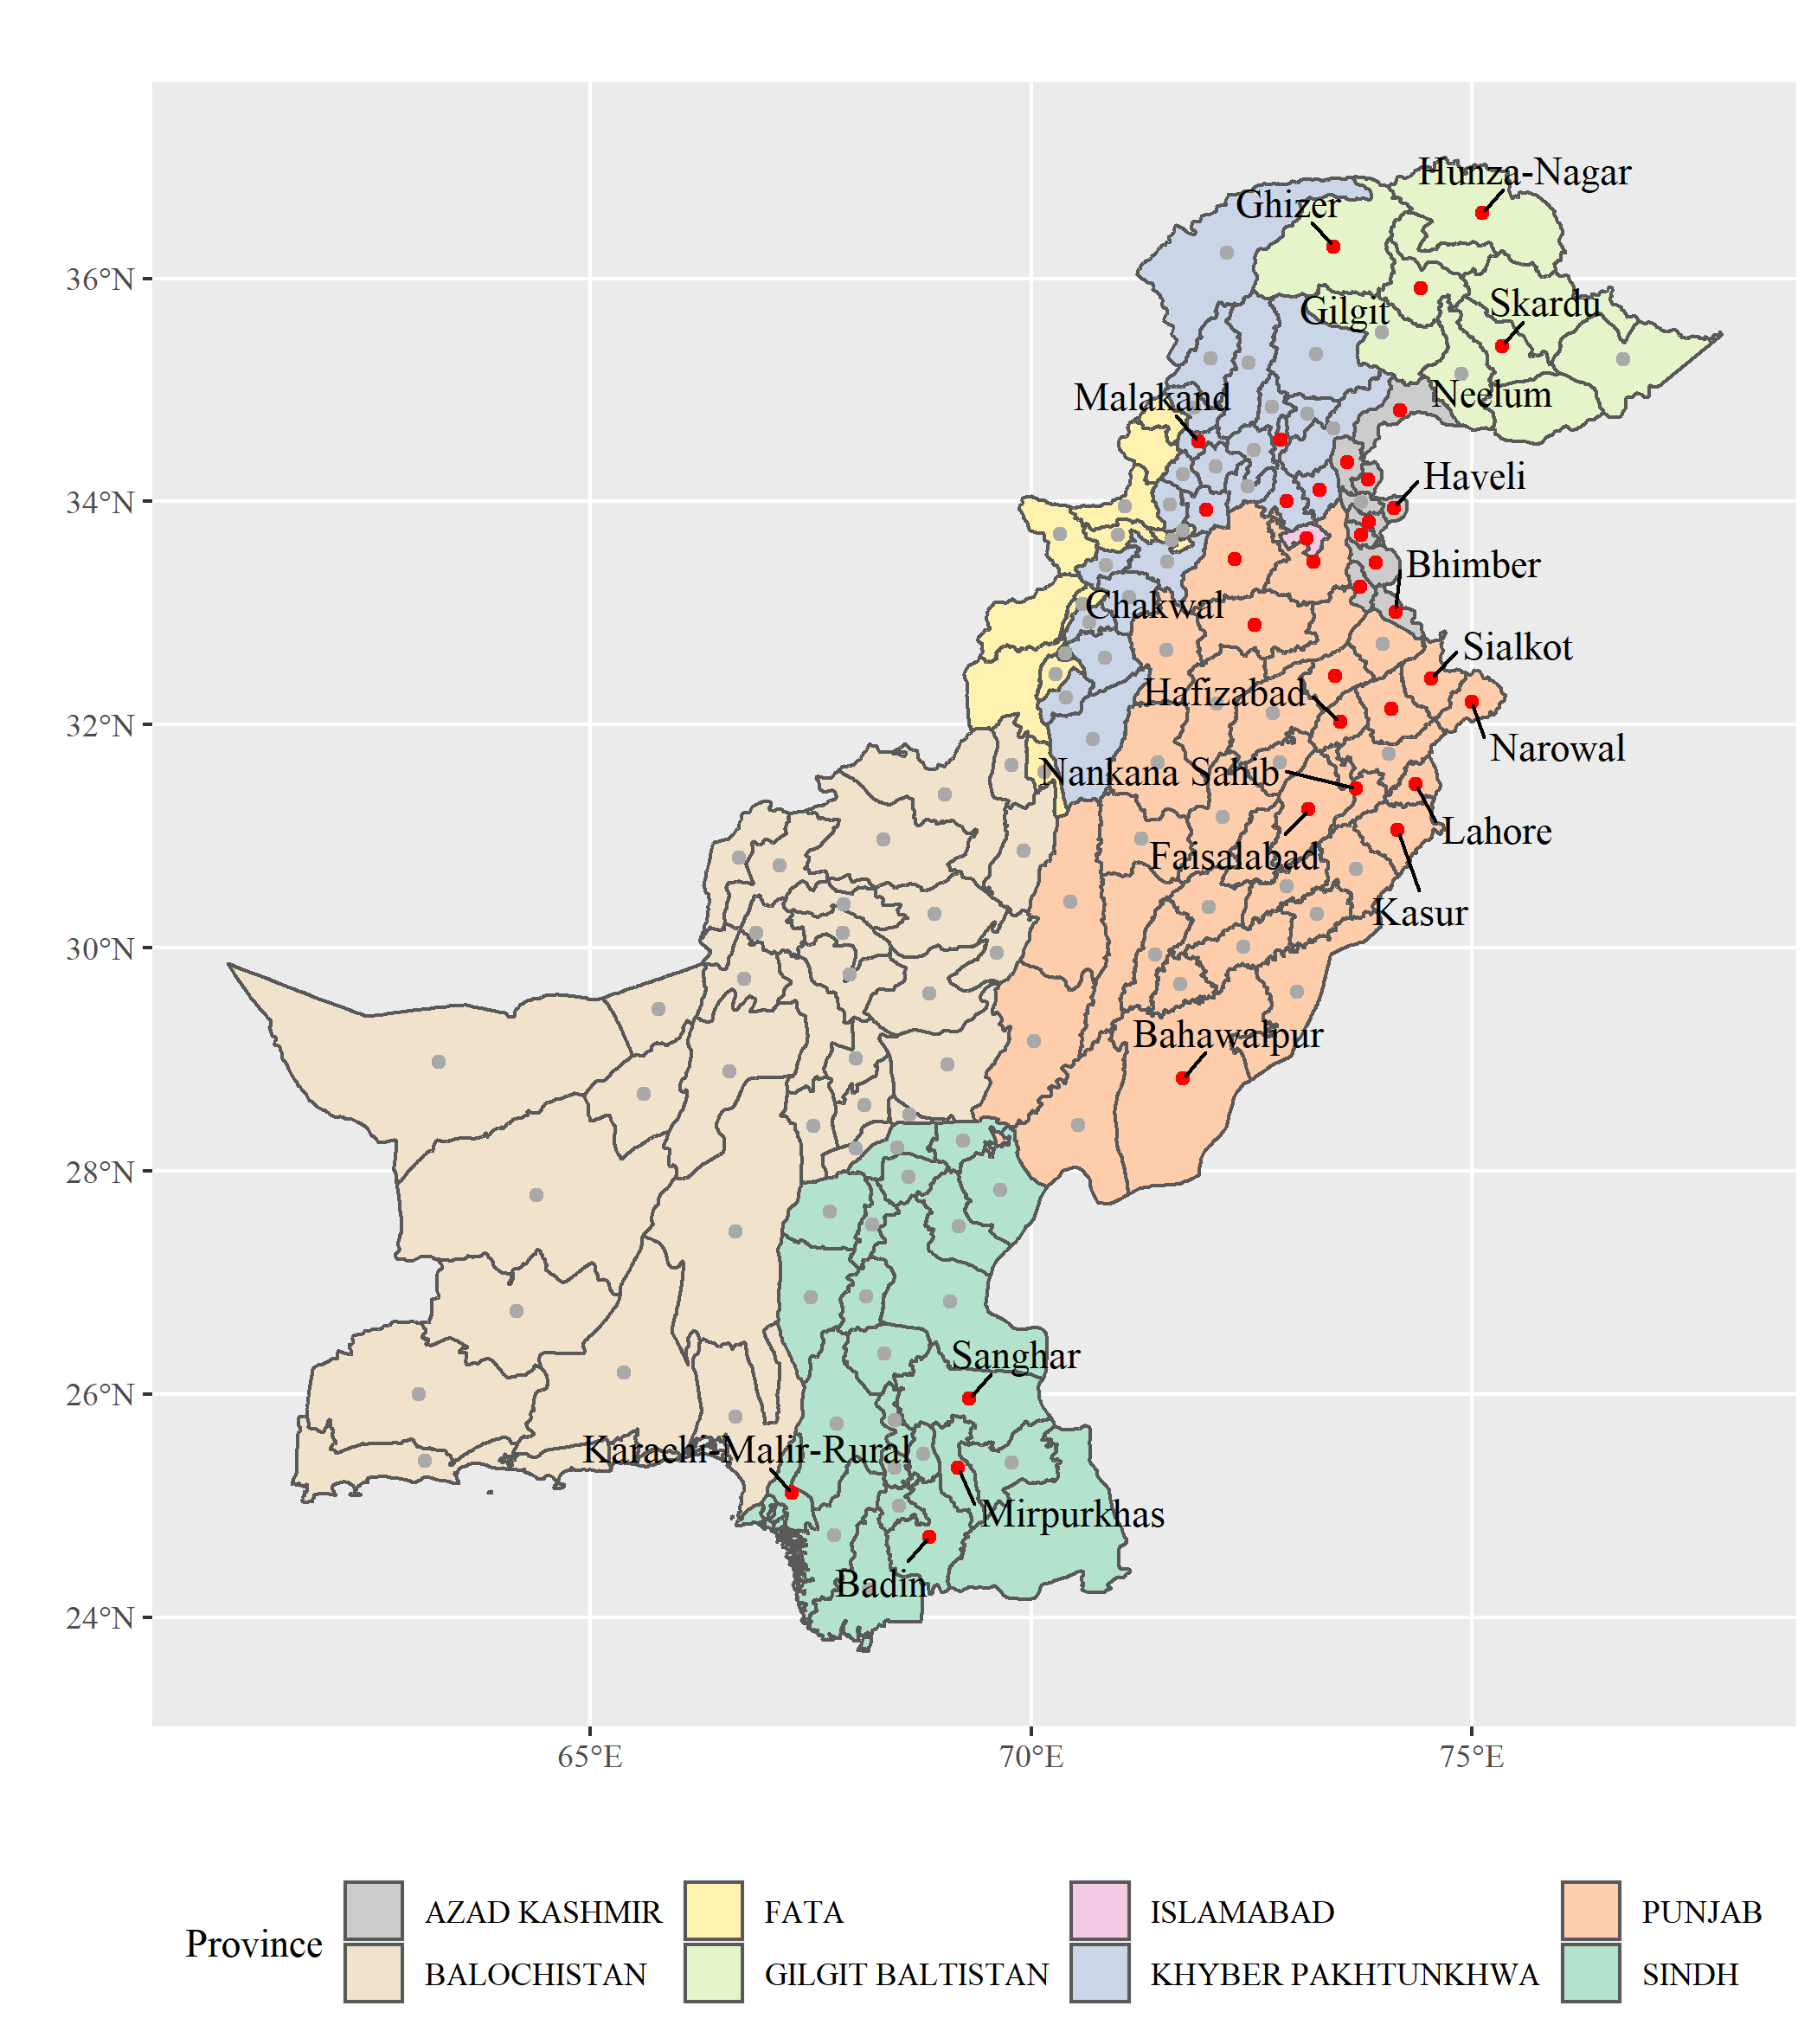 Hunza-Nagar
Ghizer
36°N
Skardu
Gilgit
Neelum
Malakand
Haveli
34°N
Bhimber
Chakwal
Sialkot
Hafizabad
32°N
Narowal
Nankana Sahib
Lahore
Faisalabad
Kasur
30°N
Bahawalpur
28°N
Sanghar
26°N
Karachi-Malir-Rural
Mirpurkhas
Badin
24°N
65°E 70°E 75°E
Province
AZAD KASHMIR FATA ISLAMABAD PUNJAB
BALOCHISTAN GILGIT BALTISTAN KHYBER PAKHTUNKHWA SINDH